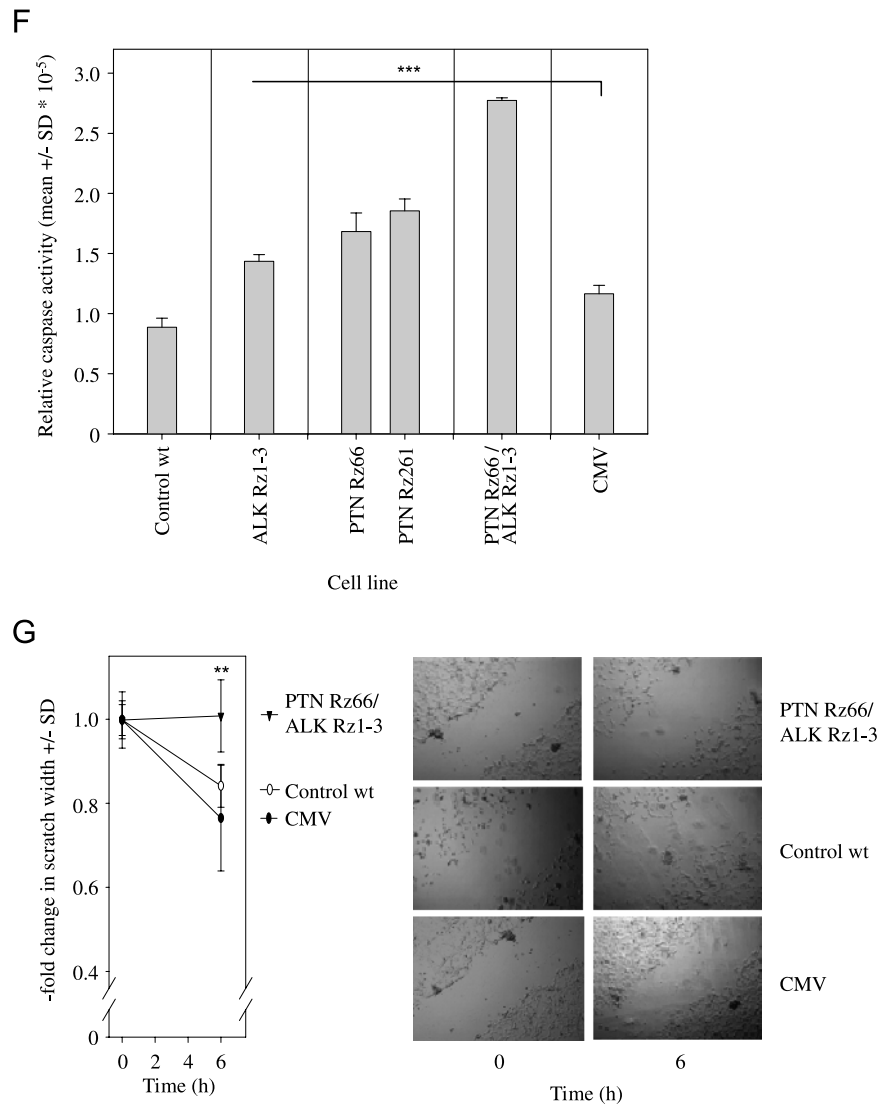 F
Relative caspase activity (mean +/- SD * 10-5)
3.0
2.5
2.0
1.5
1.0
0.5
0
***
Control wt
ALK Rz1-3
PTN Rz66
PTN Rz261
PTN Rz66 /
ALK Rz1-3
CMV
Cell line
G
-fold change in scratch width +/- SD
1.0
0.8
0.6
0.4
0
**
0 2 4 6
Time (h)
PTN Rz66/
ALK Rz1-3
Control wt
CMV
PTN Rz66/
ALK Rz1-3
Control wt
CMV
0 6
Time (h)